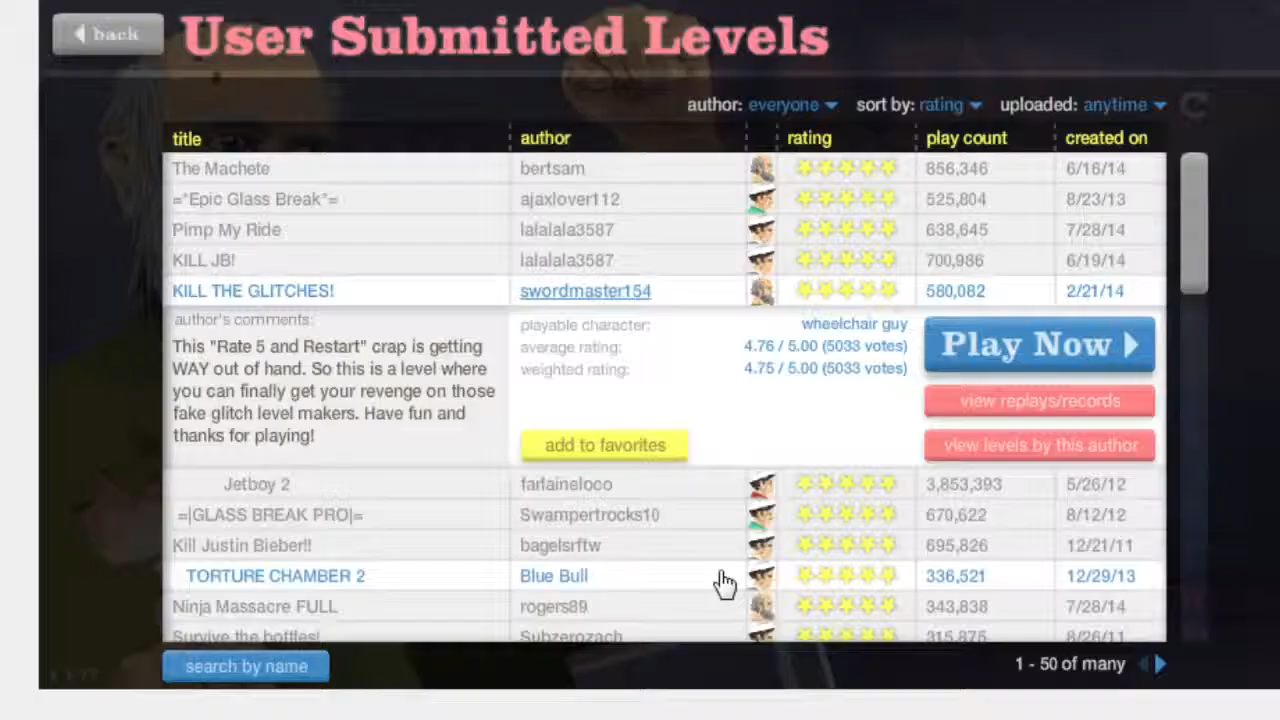 back
User Submitted Levels
author: everyone sort by: rating uploaded: anytime
title author rating play count created on
The Machete bertsam 856,346 6/16/14
=*Epic Glass Break*= ajaxlover112 525,804 8/23/13
Pimp My Ride lalalala3587 638,645 7/28/14
KILL JB! lalalala3587 700,986 6/19/14
KILL THE GLITCHES! swordmaster154 580,082 2/21/14
author's comments:
This "Rate 5 and Restart" crap is getting
WAY out of hand. So this is a level where
you can finally get your revenge on those
fake glitch level makers. Have fun and
thanks for playing!
playable character: wheelchair guy
average rating: 4.76 / 5.00 (5033 votes)
weighted rating: 4.75 / 5.00 (5033 votes)
add to favorites
Play Now
view replays/records
view levels by this author
Jetboy 2 farlaineloco 3,853,393 5/26/12
=|GLASS BREAK PRO|= Swampertrocks10 670,622 8/12/12
Kill Justin Bieber!! bagelsrftw 695,826 12/21/11
TORTURE CHAMBER 2 Blue Bull 336,521 12/29/13
Ninja Massacre FULL rogers89 343,838 7/28/14
Survive the bottles! Subzerozach 315,875 8/26/11
search by name
1 - 50 of many